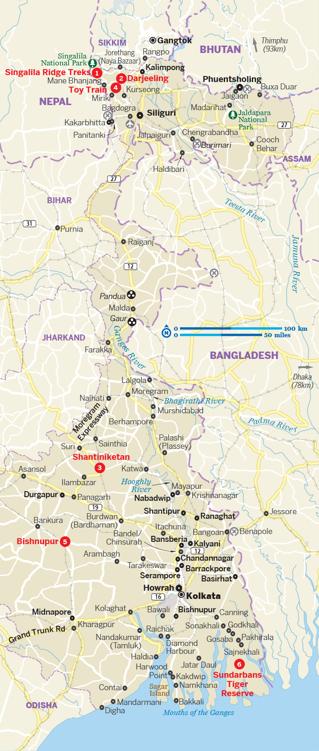 Gangtok
SIKKIM
BHUTAN
Thimphu
(93km)
Rangpo
Jorethang
(Naya Bazaar)
Singalila
National Park
Kalimpong
Singalila Ridge Treks 1
2 Darjeeling
Phuentsholing
Mane Bhanjang
4
Kurseong
Toy Train
Buxa Duar
Jaigaon
Mirik
NEPAL
Bagdogra
Siliguri
Madarihat
Jaldapara
National
Park
Kakarbhitta
Panitanki
Jalpaiguri
Chengrabandha
27
Burimari
Cooch
Behar
ASSAM
Haldibari
27
BIHAR
Teesta River
31
Purnia
Jamuna River
Raiganj
12
Pandua
Malda
Gaur
0 100 km
0 50 miles
JHARKHAND
Ganges River
Farakka
BANGLADESH
Dhaka
(78km)
Lalgola
Moregram
Nalhati
Bhagirathi River
Murshidabad
Moregram
Expressway
Berhampore
Padma River
Sainthia
Palashi
(Plassey)
Suri
Shantiniketan
3
Katwa
Asansol
Ilambazar
Hooghly
River
Mayapur
Durgapur
Panagarh
Nabadwip
Krishnanagar
19
Shantipur
Jessore
Burdwan
(Bardhaman)
Ranaghat
Bankura
Itachuna
Bandel/
Chinsurah
Bangaon
Benapole
Bansberia
Kalyani
Bishnupur 5
12
Arambagh
Chandannagar
Tarakeswar
Barrackpore
Serampore
Basirhat
Howrah
Kolkata
16
Midnapore
Kolaghat
Bawali
Bishnupur
Canning
Grand Trunk Rd
Kharagpur
Sonakhali
Godkhali
Raichak
Nandakumar
(Tamluk)
Diamond
Harbour
Gosaba
Pakhirala
Sajnekhali
Haldia
Jatar Daul
6
Harwood
Point
Kakdwip
Sundarbans
Tiger
Reserve
Contai
Sagar
Island
Namkhana
Mandarmani
Bakkali
ODISHA
Digha
Mouths of the Ganges